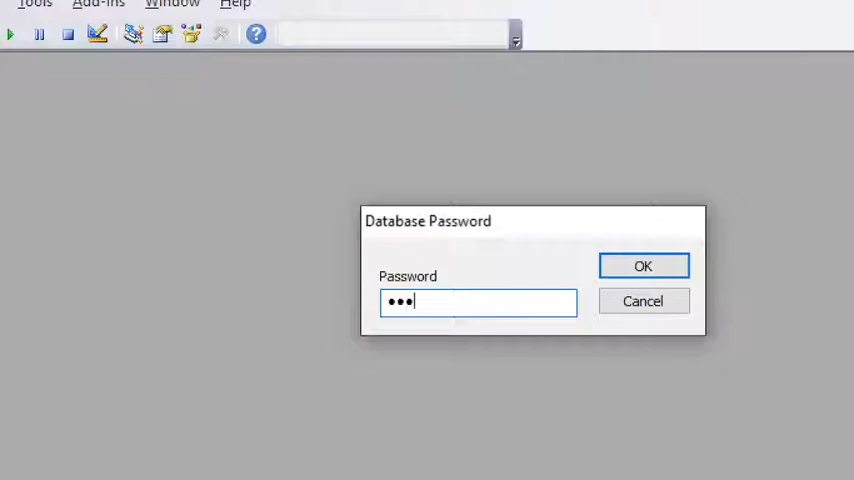 Tools Add-Ins Window Help
Database Password
Password
OK
●●●
Cancel